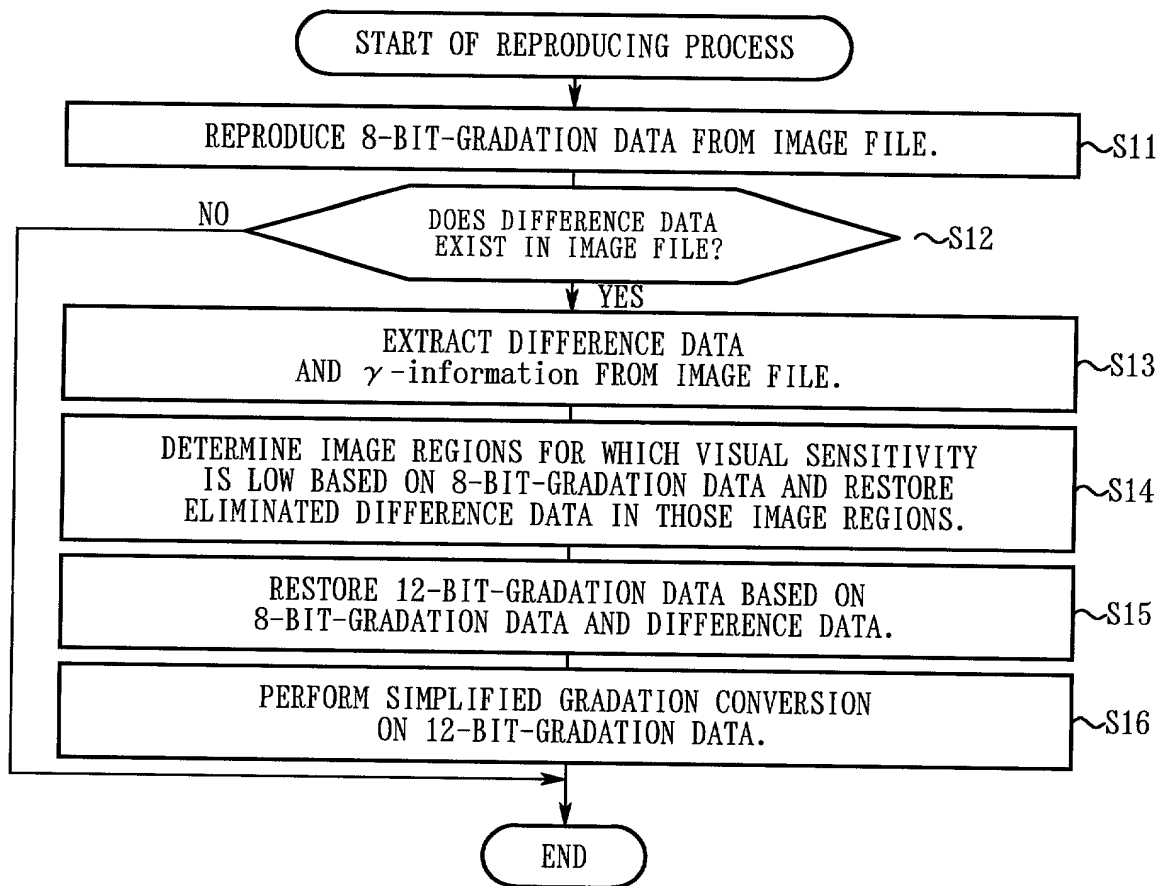 START OF REPRODUCING PROCESS
REPRODUCE 8-BIT-GRADATION DATA FROM IMAGE FILE.
S11
NO
DOES DIFFERENCE DATA
EXIST IN IMAGE FILE?
S12
YES
EXTRACT DIFFERENCE DATA
AND γ-information FROM IMAGE FILE.
S13
DETERMINE IMAGE REGIONS FOR WHICH VISUAL SENSITIVITY
IS LOW BASED ON 8-BIT-GRADATION DATA AND RESTORE
ELIMINATED DIFFERENCE DATA IN THOSE IMAGE REGIONS.
S14
RESTORE 12-BIT-GRADATION DATA BASED ON
8-BIT-GRADATION DATA AND DIFFERENCE DATA.
S15
PERFORM SIMPLIFIED GRADATION CONVERSION
ON 12-BIT-GRADATION DATA.
S16
END